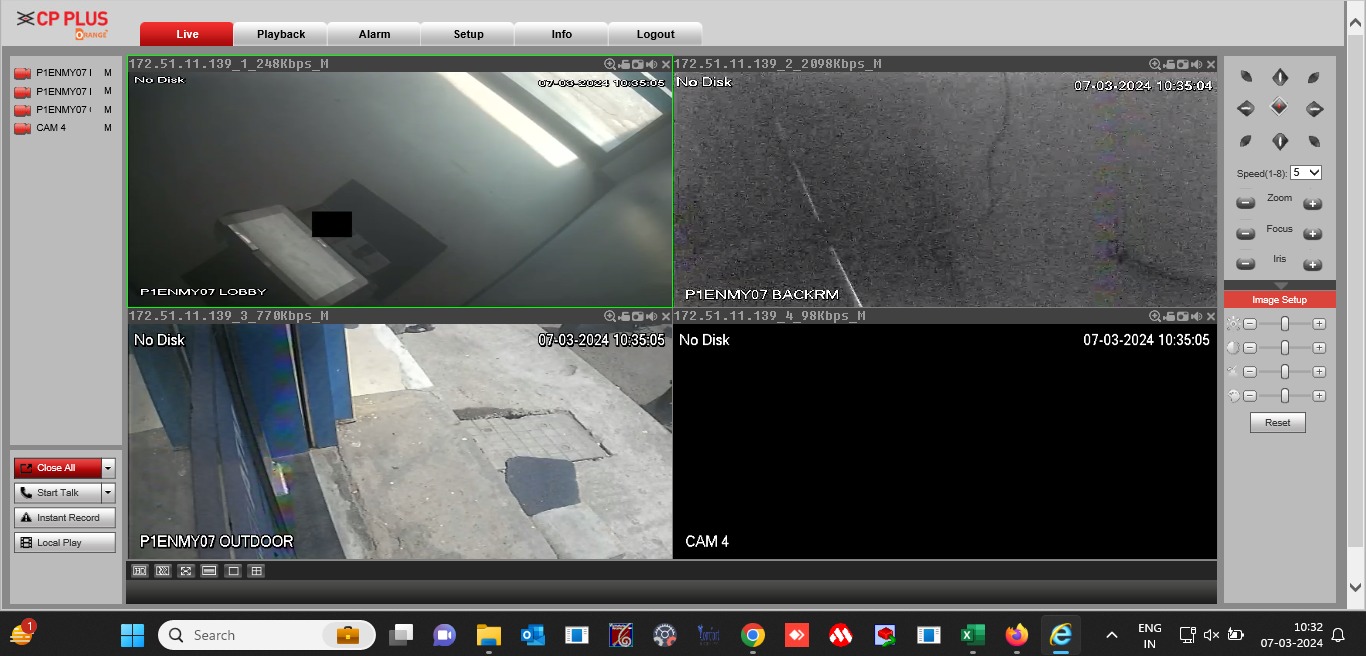 CP PLUS
ORANGE
Live
Playback
Alarm
Setup
Info
Logout
P1ENMY07 I M
P1ENMY07 I M
P1ENMY07 M
CAM 4 M
172.51.11.139_1_248Kbps_M
No Disk
07-03-2024 10:35:05
P1ENMY07 LOBBY
172.51.11.139_2_2098Kbps_M
No Disk
07-03-2024 10:35:04
P1ENMY07 BACKRM
172.51.11.139_3_770Kbps_M
No Disk
07-03-2024 10:35:05
P1ENMY07 OUTDOOR
172.51.11.139_4_98Kbps_M
No Disk
07-03-2024 10:35:05
CAM 4
Speed(1-8): 5
Zoom
Focus
Iris
Image Setup
Reset
Close All
Start Talk
Instant Record
Local Play
1
Search
ENG
IN
10:32
07-03-2024